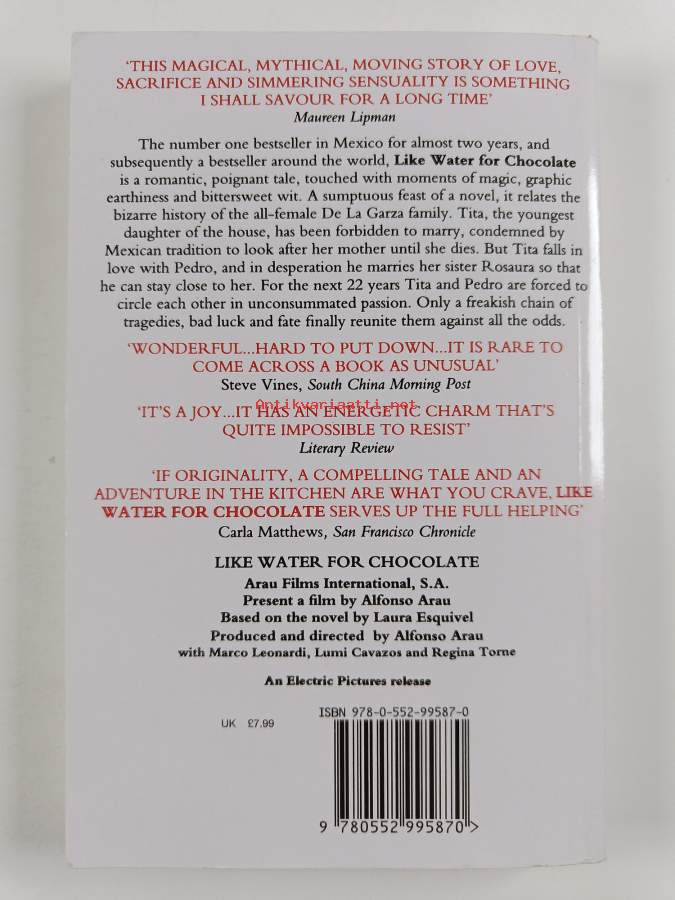 ‘THIS MAGICAL, MYTHICAL, MOVING STORY OF LOVE,
SACRIFICE AND SIMMERING SENSUALITY IS SOMETHING
I SHALL SAVOUR FOR A LONG TIME’
Maureen Lipman
The number one bestseller in Mexico for almost two years, and
subsequently a bestseller around the world, Like Water for Chocolate
is a romantic, poignant tale, touched with moments of magic, graphic
earthiness and bittersweet wit. A sumptuous feast of a novel, it relates the
bizarre history of the all-female De La Garza family. Tita, the youngest
daughter of the house, has been forbidden to marry, condemned by
Mexican tradition to look after her mother until she dies. But Tita falls in
love with Pedro, and in desperation he marries her sister Rosaura so that
he can stay close to her. For the next 22 years Tita and Pedro are forced to
circle each other in unconsummated passion. Only a freakish chain of
tragedies, bad luck and fate finally reunite them against all the odds.
‘WONDERFUL...HARD TO PUT DOWN...IT IS RARE TO
COME ACROSS A BOOK AS UNUSUAL’
Steve Vines, South China Morning Post
Antikvariaatti.net
‘IT’S A JOY...IT HAS AN ENERGETIC CHARM THAT’S
QUITE IMPOSSIBLE TO RESIST’
Literary Review
‘IF ORIGINALITY, A COMPELLING TALE AND AN
ADVENTURE IN THE KITCHEN ARE WHAT YOU CRAVE, LIKE
WATER FOR CHOCOLATE SERVES UP THE FULL HELPING’
Carla Matthews, San Francisco Chronicle
LIKE WATER FOR CHOCOLATE
Arau Films International, S.A.
Present a film by Alfonso Arau
Based on the novel by Laura Esquivel
Produced and directed by Alfonso Arau
with Marco Leonardi, Lumi Cavazos and Regina Torne
An Electric Pictures release
UK £7.99
ISBN 978-0-552-99587-0
9 780552 995870 >